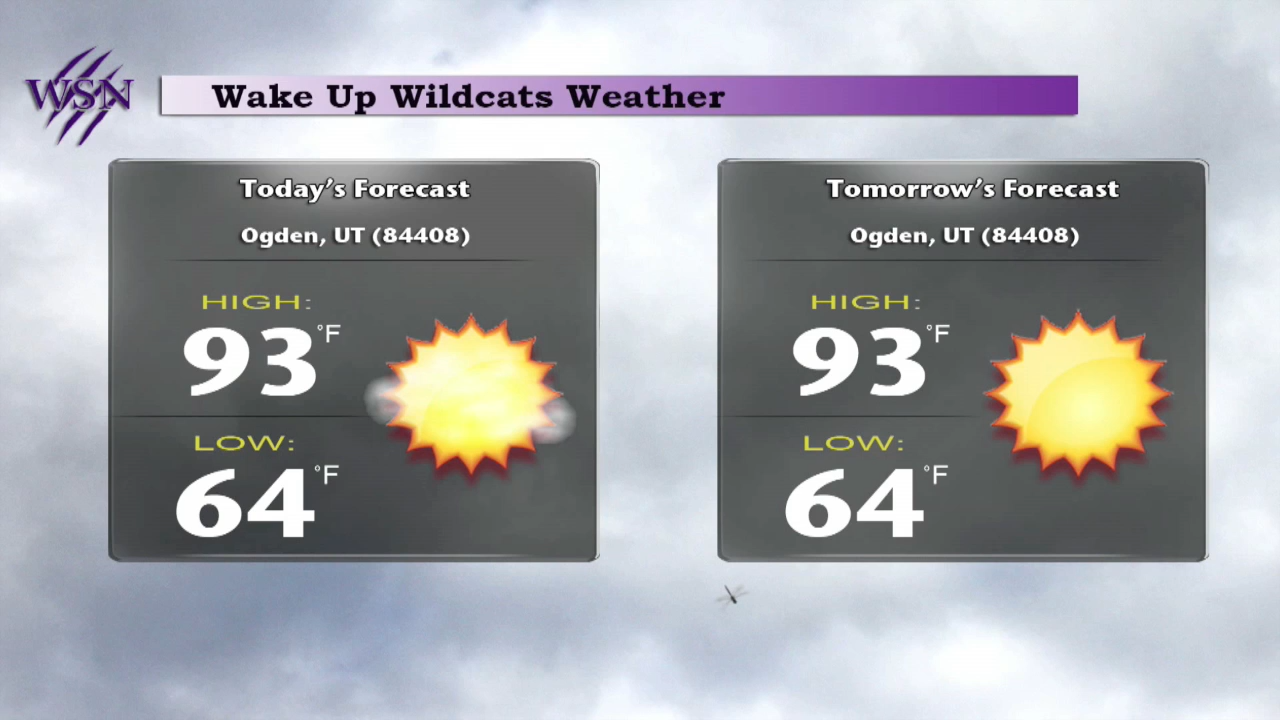 WSN
Wake Up Wildcats Weather
Today's Forecast
Ogden, UT (84408)
HIGH:
93 °F
LOW:
64 °F
Tomorrow's Forecast
Ogden, UT (84408)
HIGH:
93 °F
LOW:
64 °F